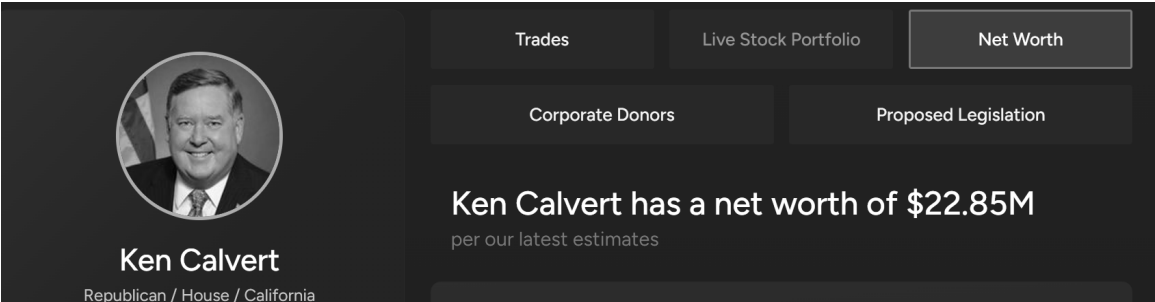 Trades
Live Stock Portfolio
Net Worth
Corporate Donors
Proposed Legislation
Ken Calvert has a net worth of $22.85M
per our latest estimates
Ken Calvert
Republican / House / California